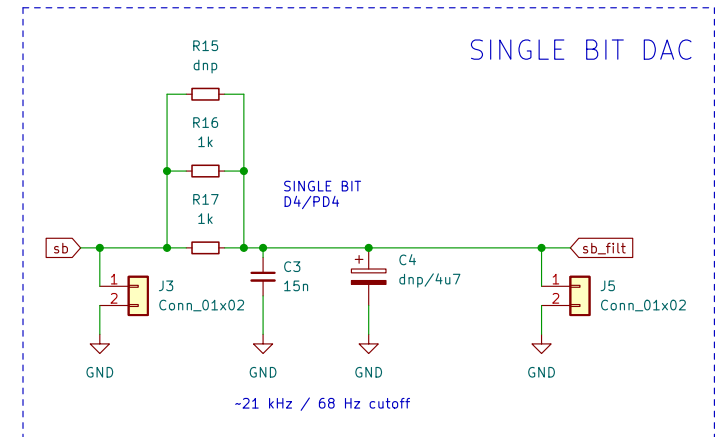 R15
dnp
SINGLE BIT DAC
R16
1k
R17
1k
SINGLE BIT
D4/PD4
sb
sb_filt
1
2
J3
Conn_01x02
C3
15n
+
C4
dnp/4u7
1
2
J5
Conn_01x02
GND
GND
GND
GND
~21 kHz / 68 Hz cutoff